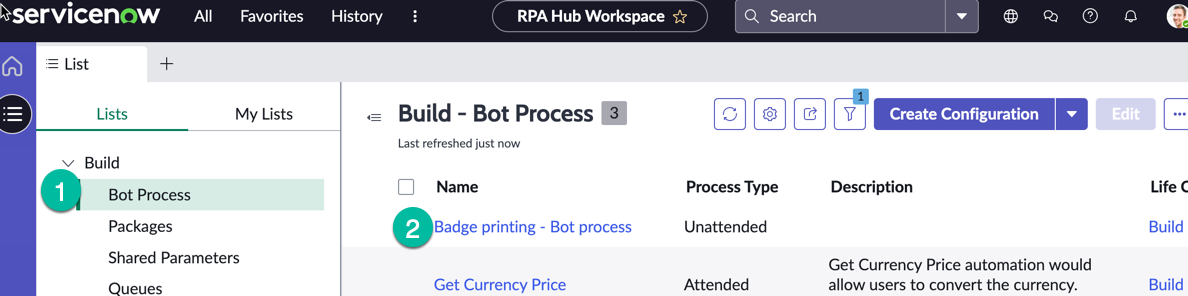 servicenow All Favorites History RPA Hub Workspace Search
List
Lists My Lists
Build
1 Bot Process
Packages
Shared Parameters
Queues
Build - Bot Process 3
Last refreshed just now
1
Create Configuration Edit
Name Process Type Description Life C
2 Badge printing - Bot process Unattended Build
Get Currency Price Attended Get Currency Price automation would
allow users to convert the currency. Build